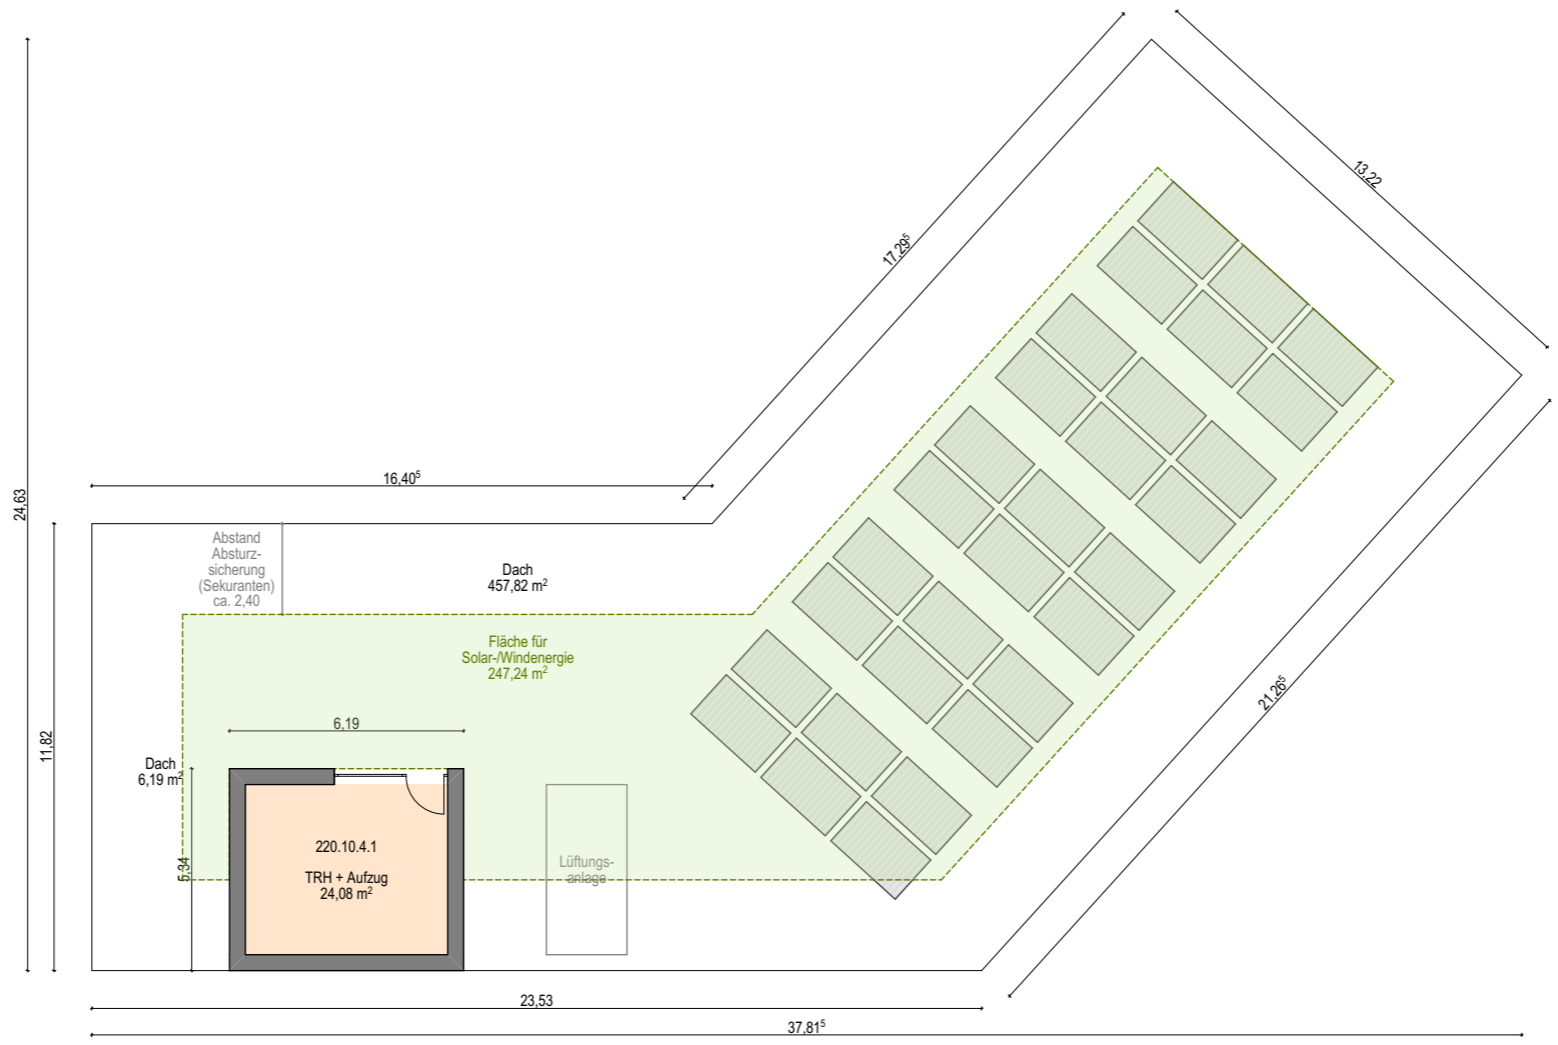 13,22
17,29⁵
24,63
16,40⁵
Abstand
Absturz-
sicherung
(Sekuranten)
ca. 2,40
Dach
457,82 m²
Fläche für
Solar-/Windenergie
247,24 m²
21,26⁵
6,19
11,82
Dach
6,19 m²
220.10.4.1
5,34
TRH + Aufzug
24,08 m²
Lüftungs-
anlage
23,53
37,81⁵